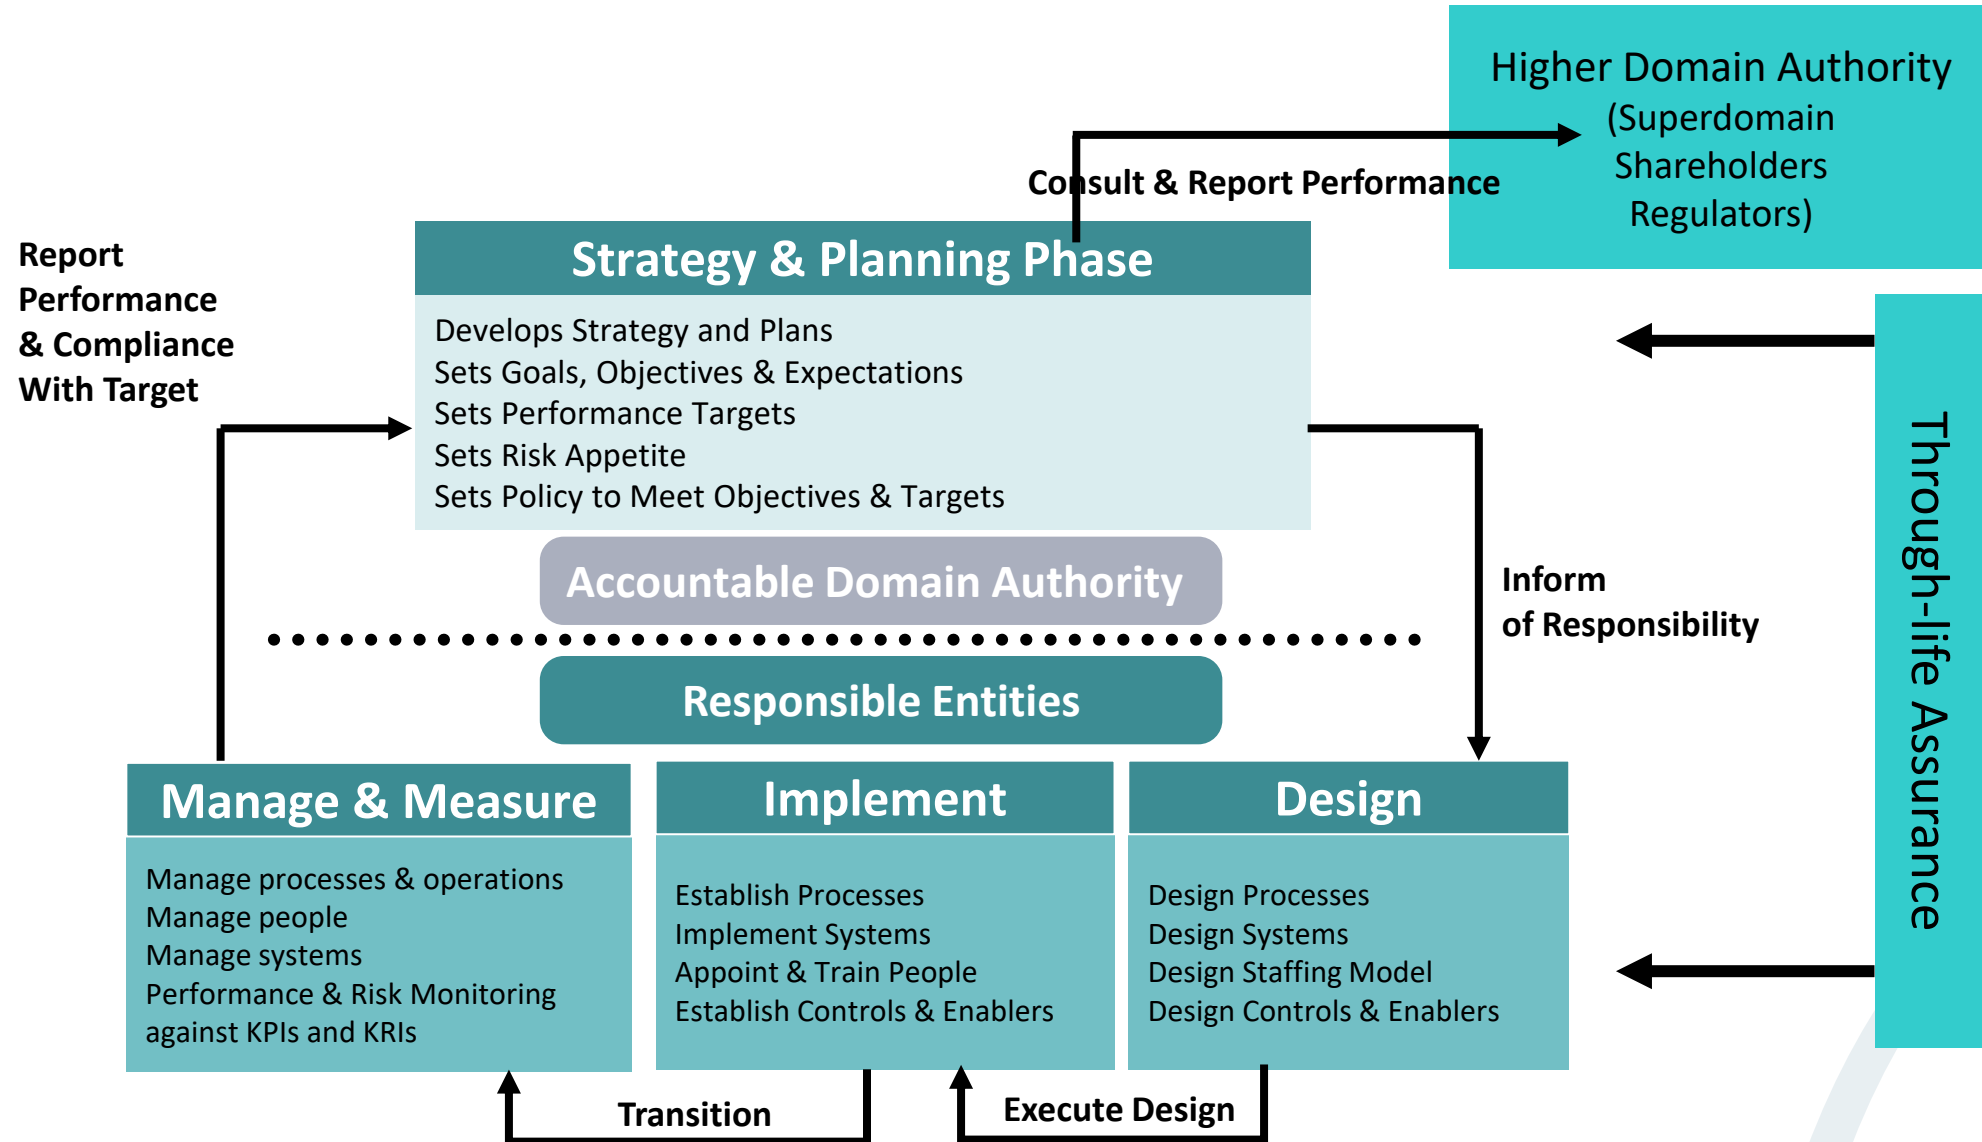 Higher Domain Authority
(Superdomain
Shareholders
Regulators)
Consult & Report Performance
Report
Performance
& Compliance
With Target
Strategy & Planning Phase
Develops Strategy and Plans
Sets Goals, Objectives & Expectations
Sets Performance Targets
Sets Risk Appetite
Sets Policy to Meet Objectives & Targets
Through-life Assurance
Accountable Domain Authority
Inform
of Responsibility
Responsible Entities
Manage & Measure
Manage processes & operations
Manage people
Manage systems
Performance & Risk Monitoring
against KPIs and KRIs
Implement
Establish Processes
Implement Systems
Appoint & Train People
Establish Controls & Enablers
Design
Design Processes
Design Systems
Design Staffing Model
Design Controls & Enablers
Transition
Execute Design